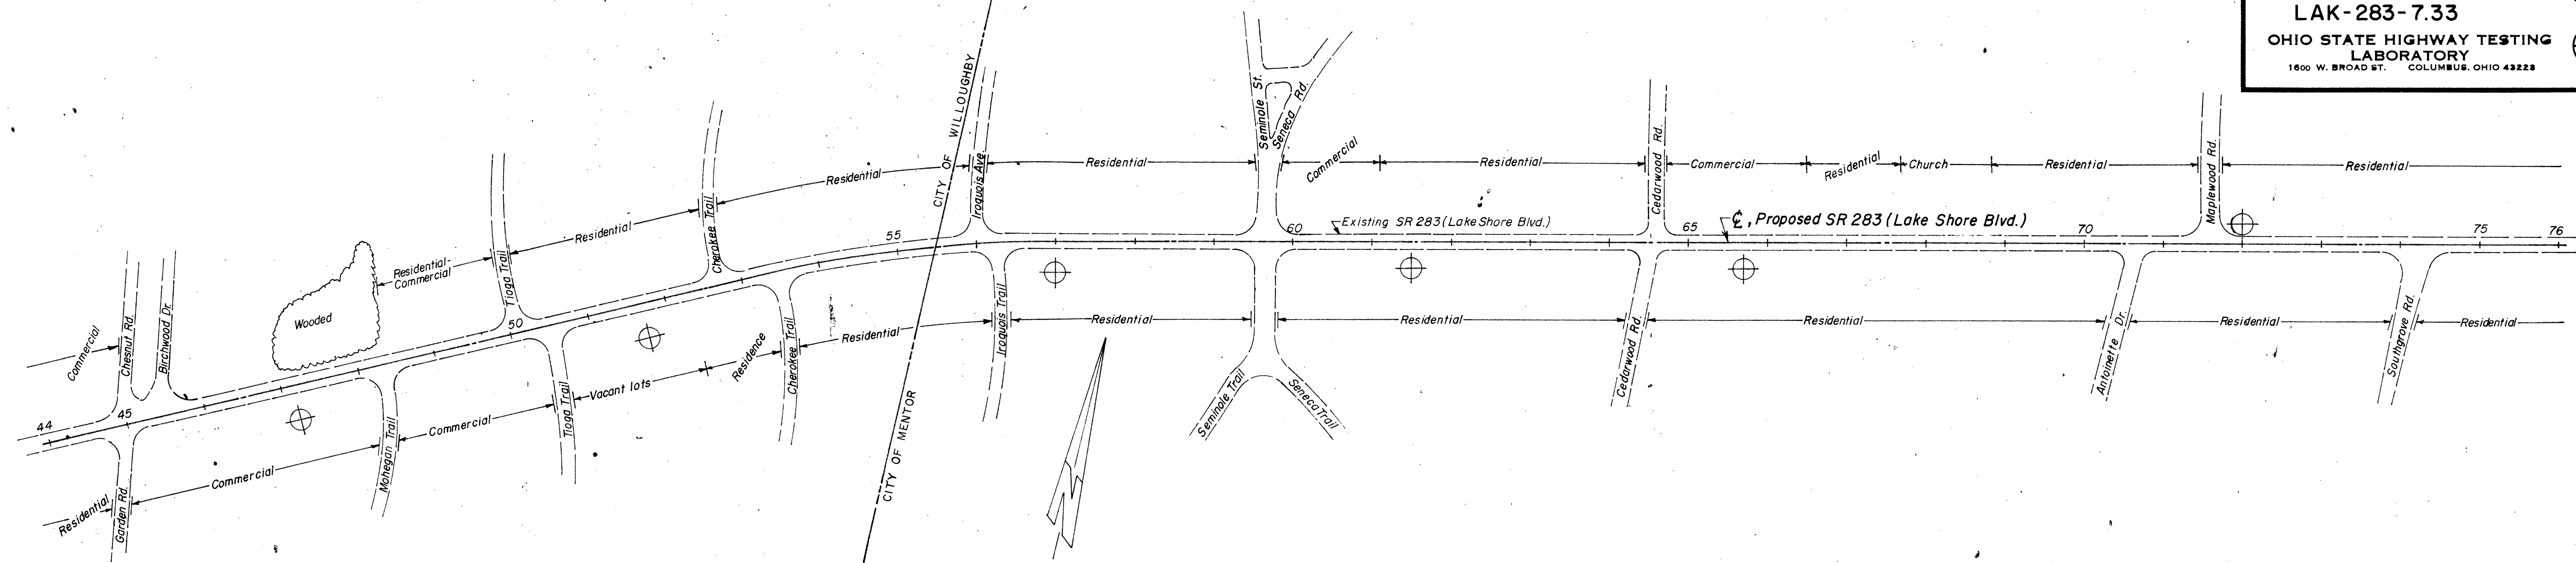 LAK-283-7.33
OHIO STATE HIGHWAY TESTING
LABORATORY
1600 W. BROAD ST. COLUMBUS, OHIO 43223
CITY OF WILLOUGHBY
CITY OF MENTOR
Commercial
Chesnut Rd.
Birchwood Dr.
Wooded
Residential-
Commercial
Tioga Trail
Residential
Cherokee Trail
Residential
Iroquois Ave
Residential
Seminole St.
Seneca Rd.
Commercial
Residential
Cedarwood Rd.
Commercial
Residential
Church
Residential
Maplewood Rd.
Residential
44
45
50
55
60
Existing SR 283 (Lake Shore Blvd.)
65
℄, Proposed SR 283 (Lake Shore Blvd.)
70
75
76
Residential
Garden Rd.
Commercial
Mohegan Trail
Commercial
Tioga Trail
Vacant lots
Residence
Cherokee Trail
Residential
Iroquois Trail
Residential
Seminole Trail
Seneca Trail
Residential
Cedarwood Rd.
Residential
Antoinette Dr.
Residential
Southgrove Rd.
Residential
N